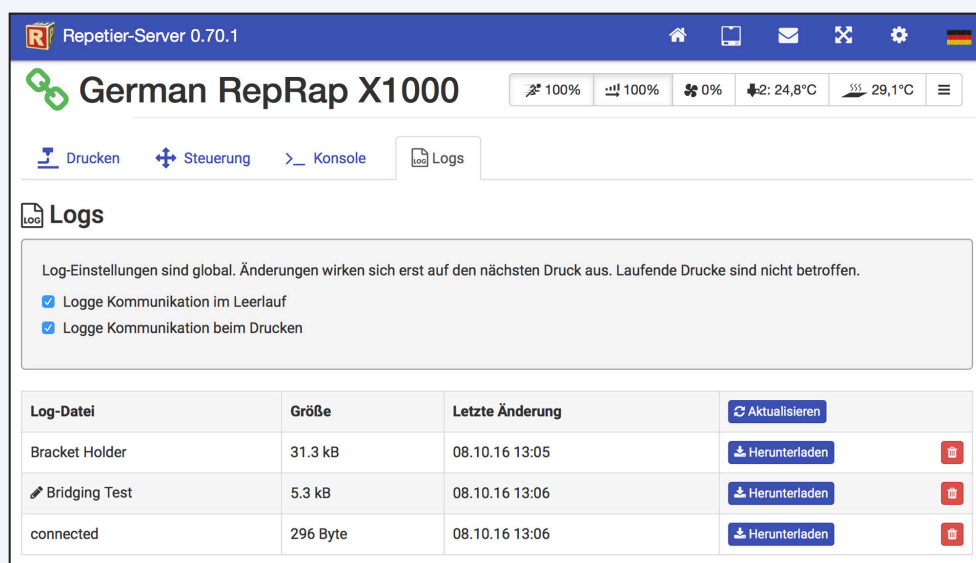 Repetier-Server 0.70.1
German RepRap X1000
100% 100% 0% 2: 24,8°C 29,1°C
Drucken Steuerung >_ Konsole LOG Logs
LOG Logs
Log-Einstellungen sind global. Änderungen wirken sich erst auf den nächsten Druck aus. Laufende Drucke sind nicht betroffen.
Logge Kommunikation im Leerlauf
Logge Kommunikation beim Drucken
Log-Datei Größe Letzte Änderung Aktualisieren
Bracket Holder 31.3 kB 08.10.16 13:05 Herunterladen
Bridging Test 5.3 kB 08.10.16 13:06 Herunterladen
connected 296 Byte 08.10.16 13:06 Herunterladen